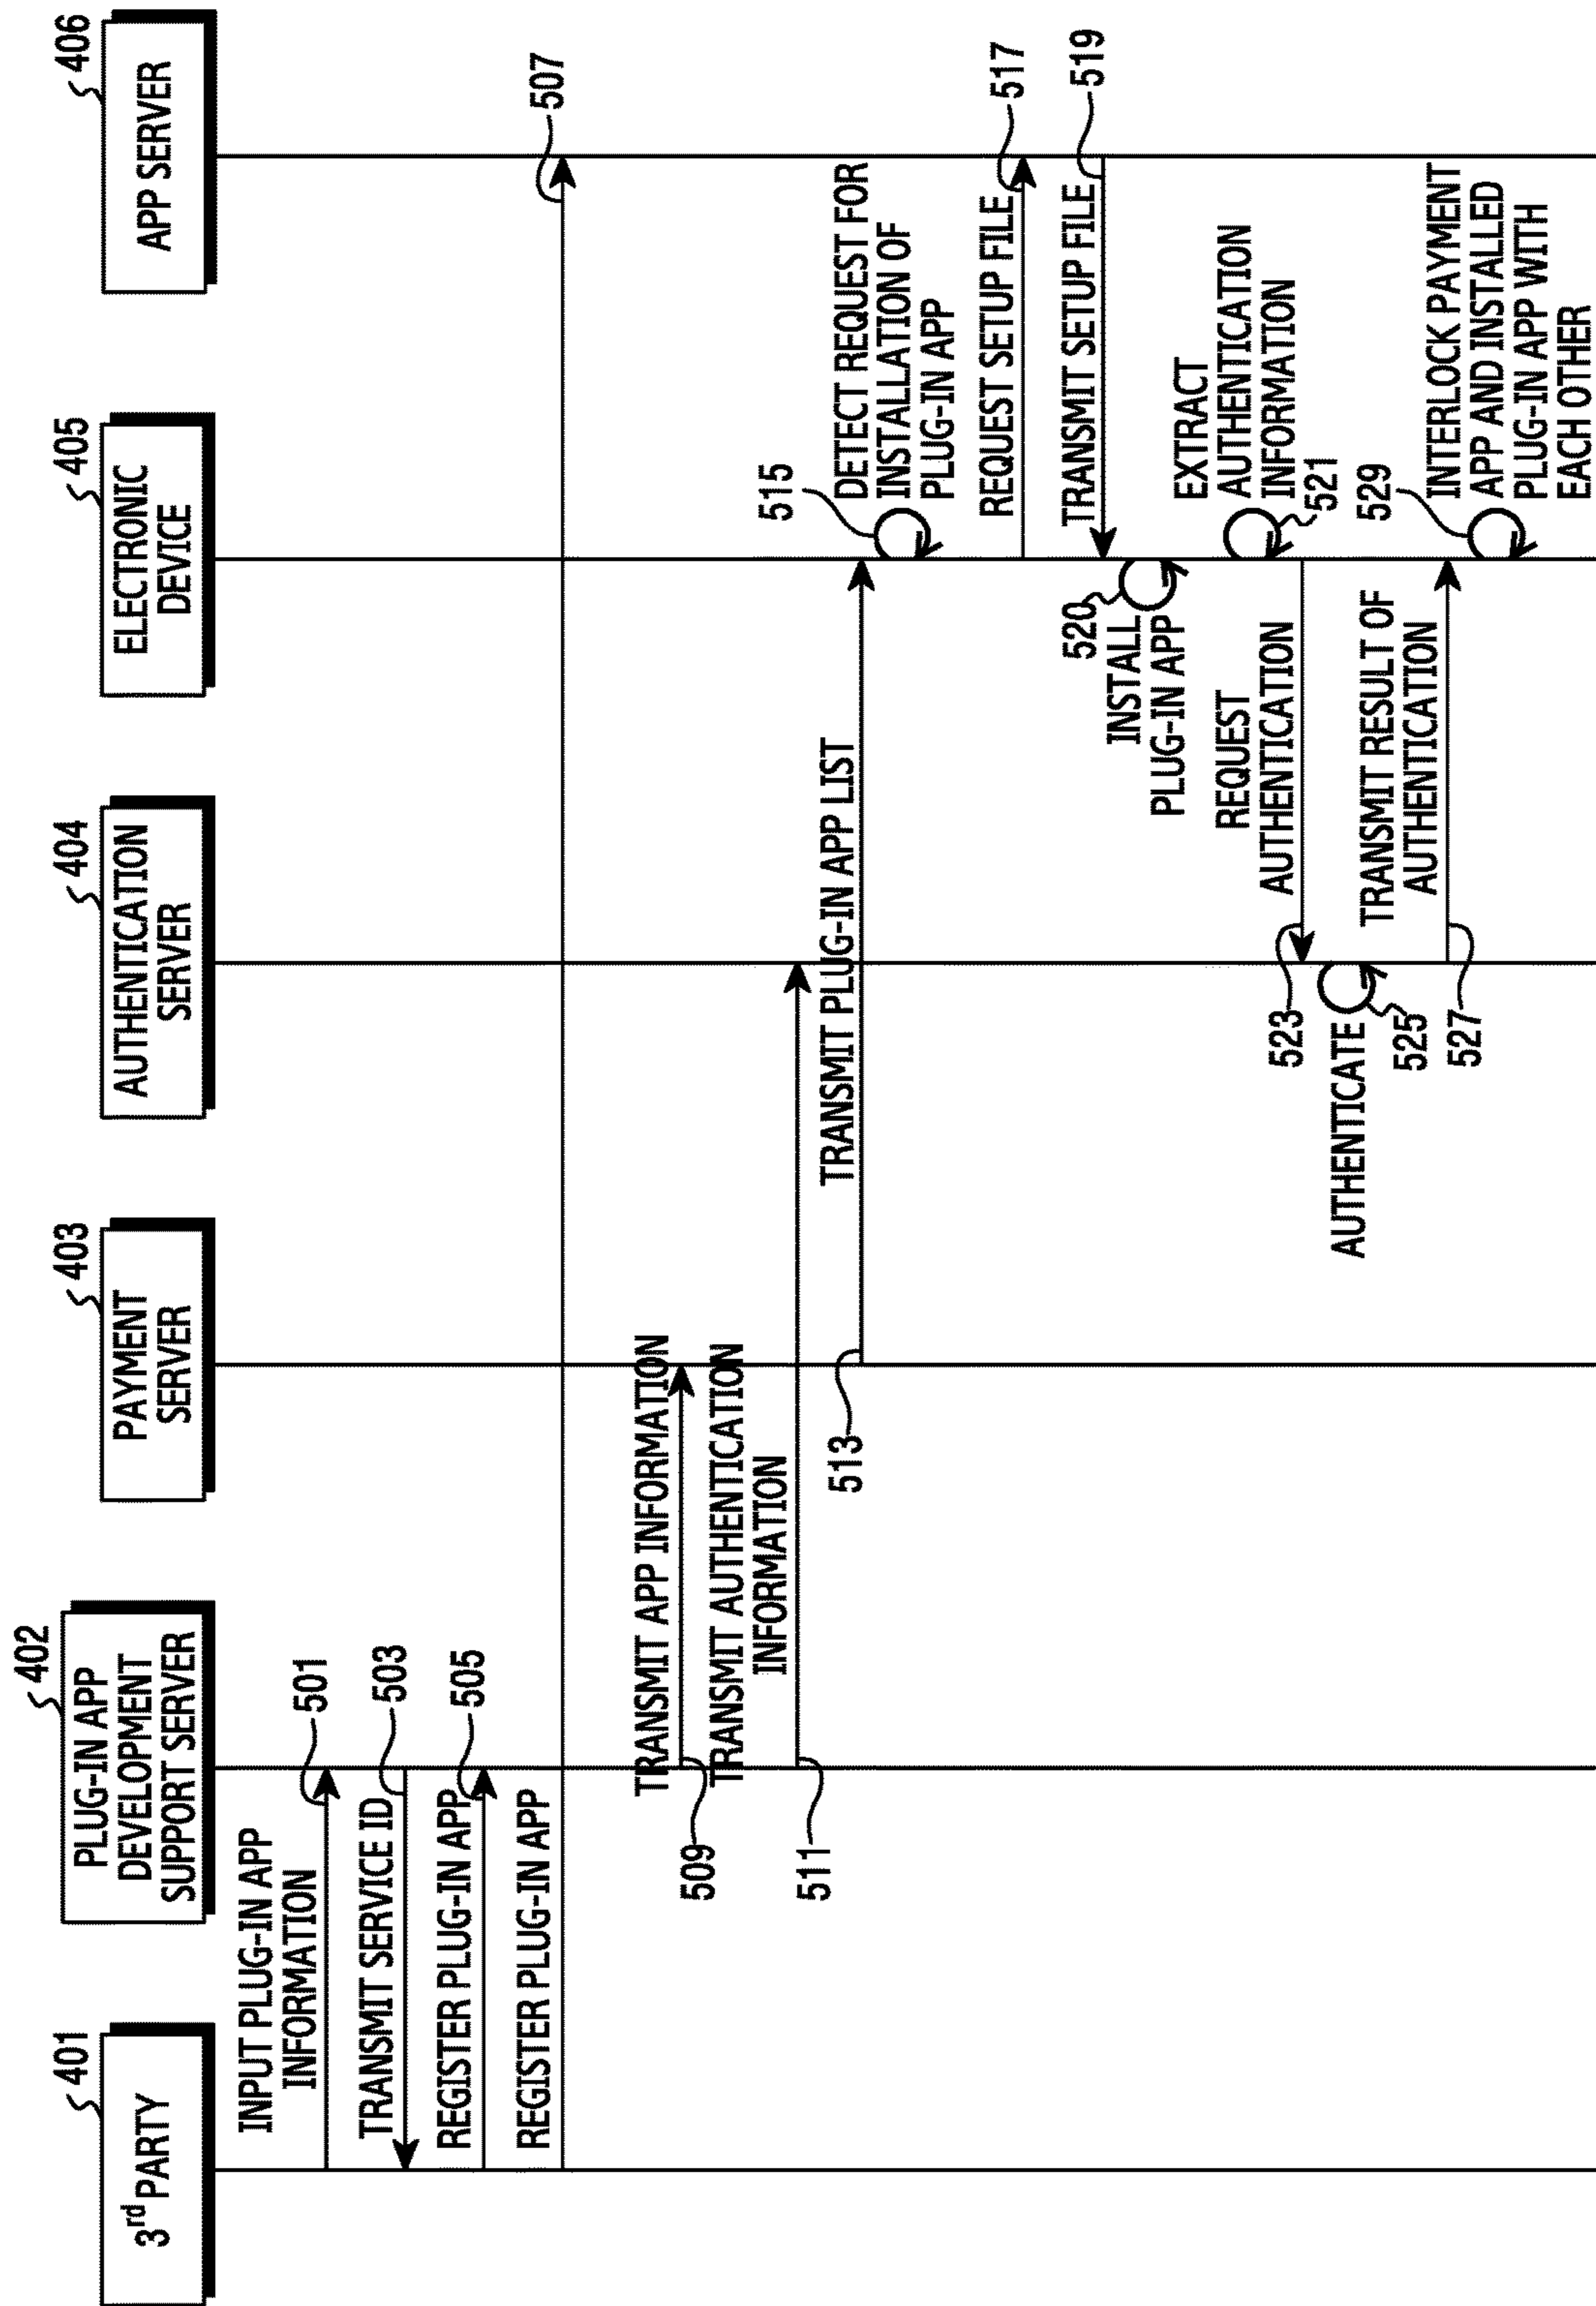 401
3rd PARTY
402
PLUG-IN APP
DEVELOPMENT
SUPPORT SERVER
403
PAYMENT
SERVER
404
AUTHENTICATION
SERVER
405
ELECTRONIC
DEVICE
406
APP SERVER
INPUT PLUG-IN APP
INFORMATION
501
TRANSMIT SERVICE ID
503
REGISTER PLUG-IN APP
505
REGISTER PLUG-IN APP
507
TRANSMIT APP INFORMATION
509
TRANSMIT AUTHENTICATION
INFORMATION
511
TRANSMIT PLUG-IN APP LIST
513
515
DETECT REQUEST FOR
INSTALLATION OF
PLUG-IN APP
REQUEST SETUP FILE
517
TRANSMIT SETUP FILE
519
520
INSTALL
PLUG-IN APP
EXTRACT
AUTHENTICATION
INFORMATION
521
REQUEST
AUTHENTICATION
523
AUTHENTICATE
525
TRANSMIT RESULT OF
AUTHENTICATION
527
529
INTERLOCK PAYMENT
APP AND INSTALLED
PLUG-IN APP WITH
EACH OTHER